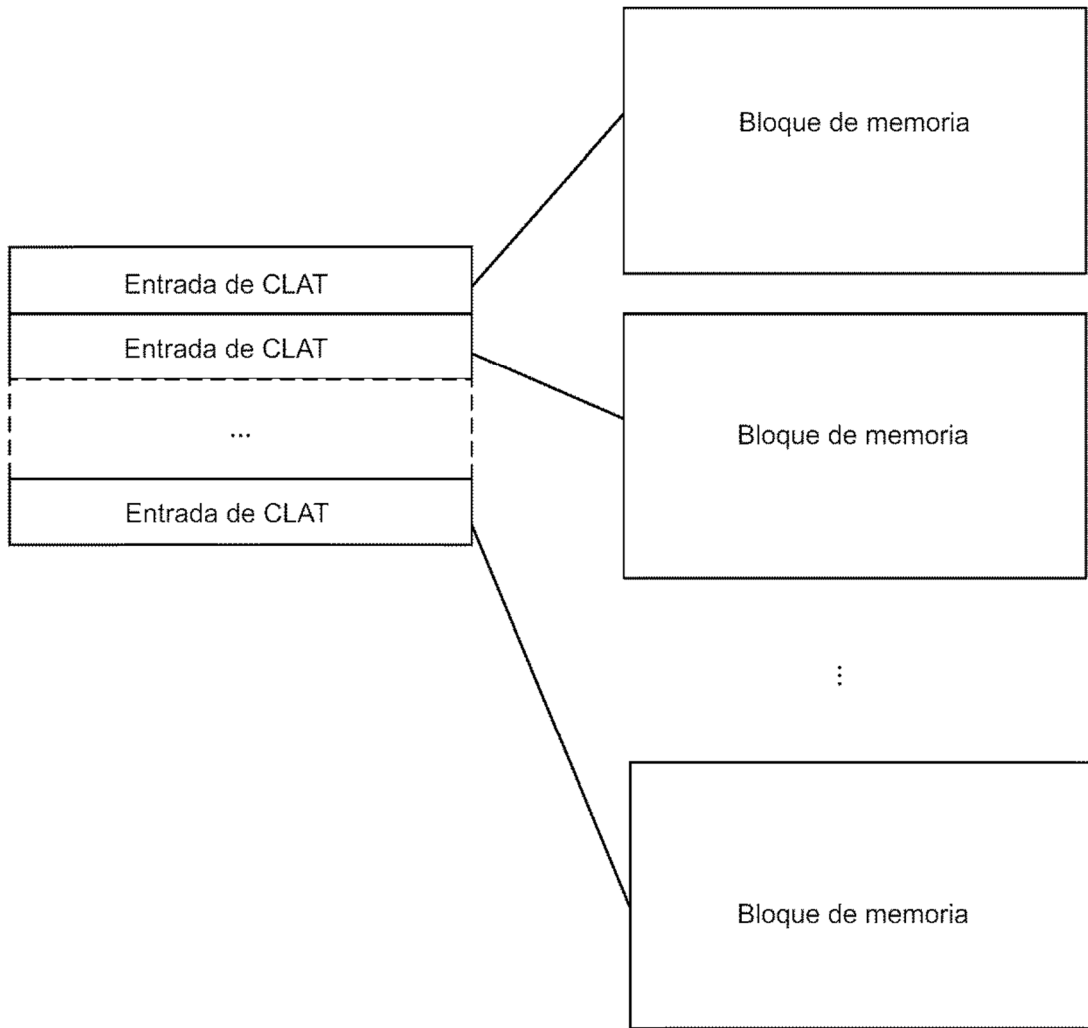 Bloque de memoria
Entrada de CLAT
Entrada de CLAT
...
Entrada de CLAT
Bloque de memoria
...
Bloque de memoria